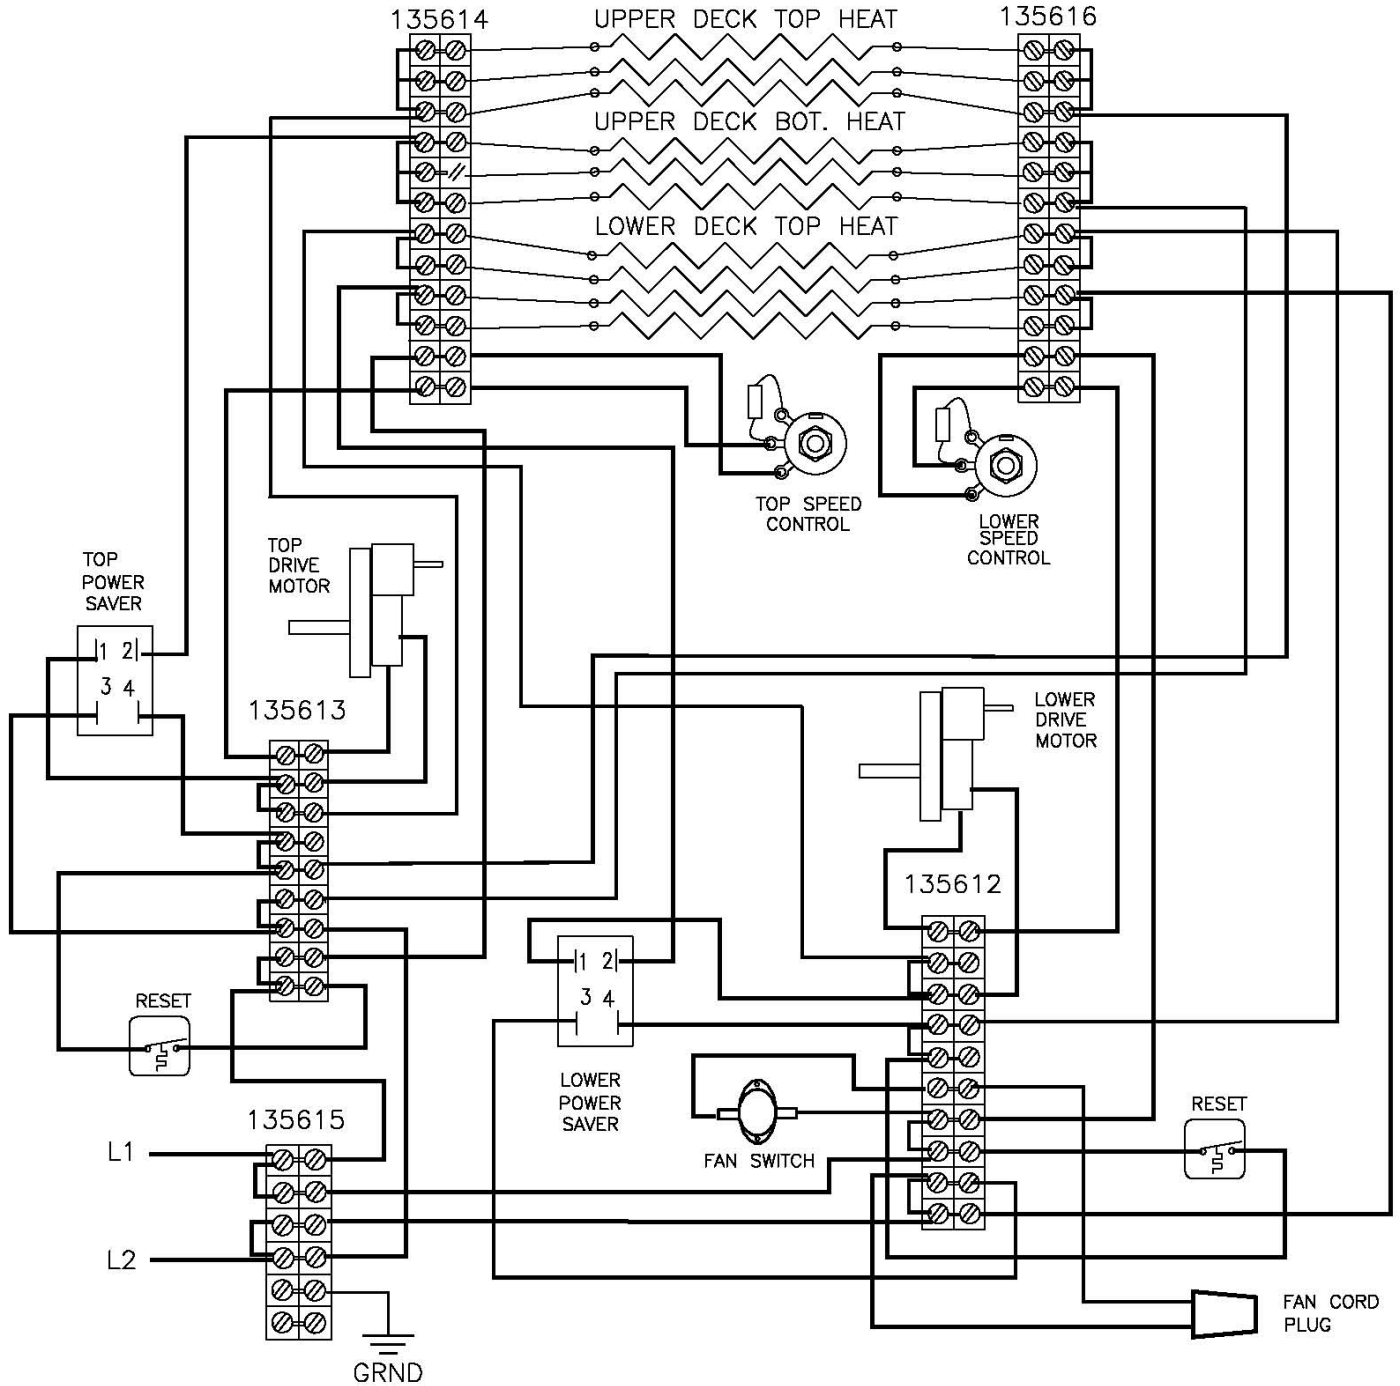 135614
UPPER DECK TOP HEAT
135616
UPPER DECK BOT. HEAT
LOWER DECK TOP HEAT
TOP SPEED
CONTROL
LOWER
SPEED
CONTROL
TOP
DRIVE
MOTOR
TOP
POWER
SAVER
1 2
3 4
135613
LOWER
DRIVE
MOTOR
135612
1 2
3 4
RESET
LOWER
POWER
SAVER
FAN SWITCH
RESET
135615
L1
L2
GRND
FAN CORD
PLUG